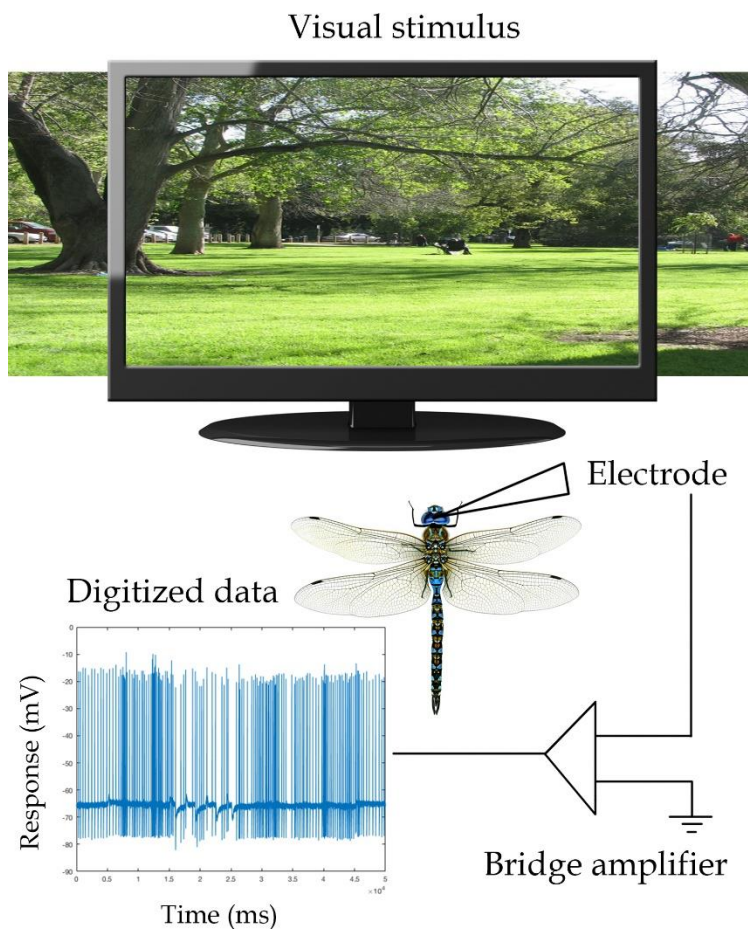 Visual stimulus
Electrode
Digitized data
0
-10
-20
-30
-40
-50
-60
-70
-80
-90
Response (mV)
0 0.5 1 1.5 2 2.5 3 3.5 4 4.5 5
×10⁴
Time (ms)
Bridge amplifier